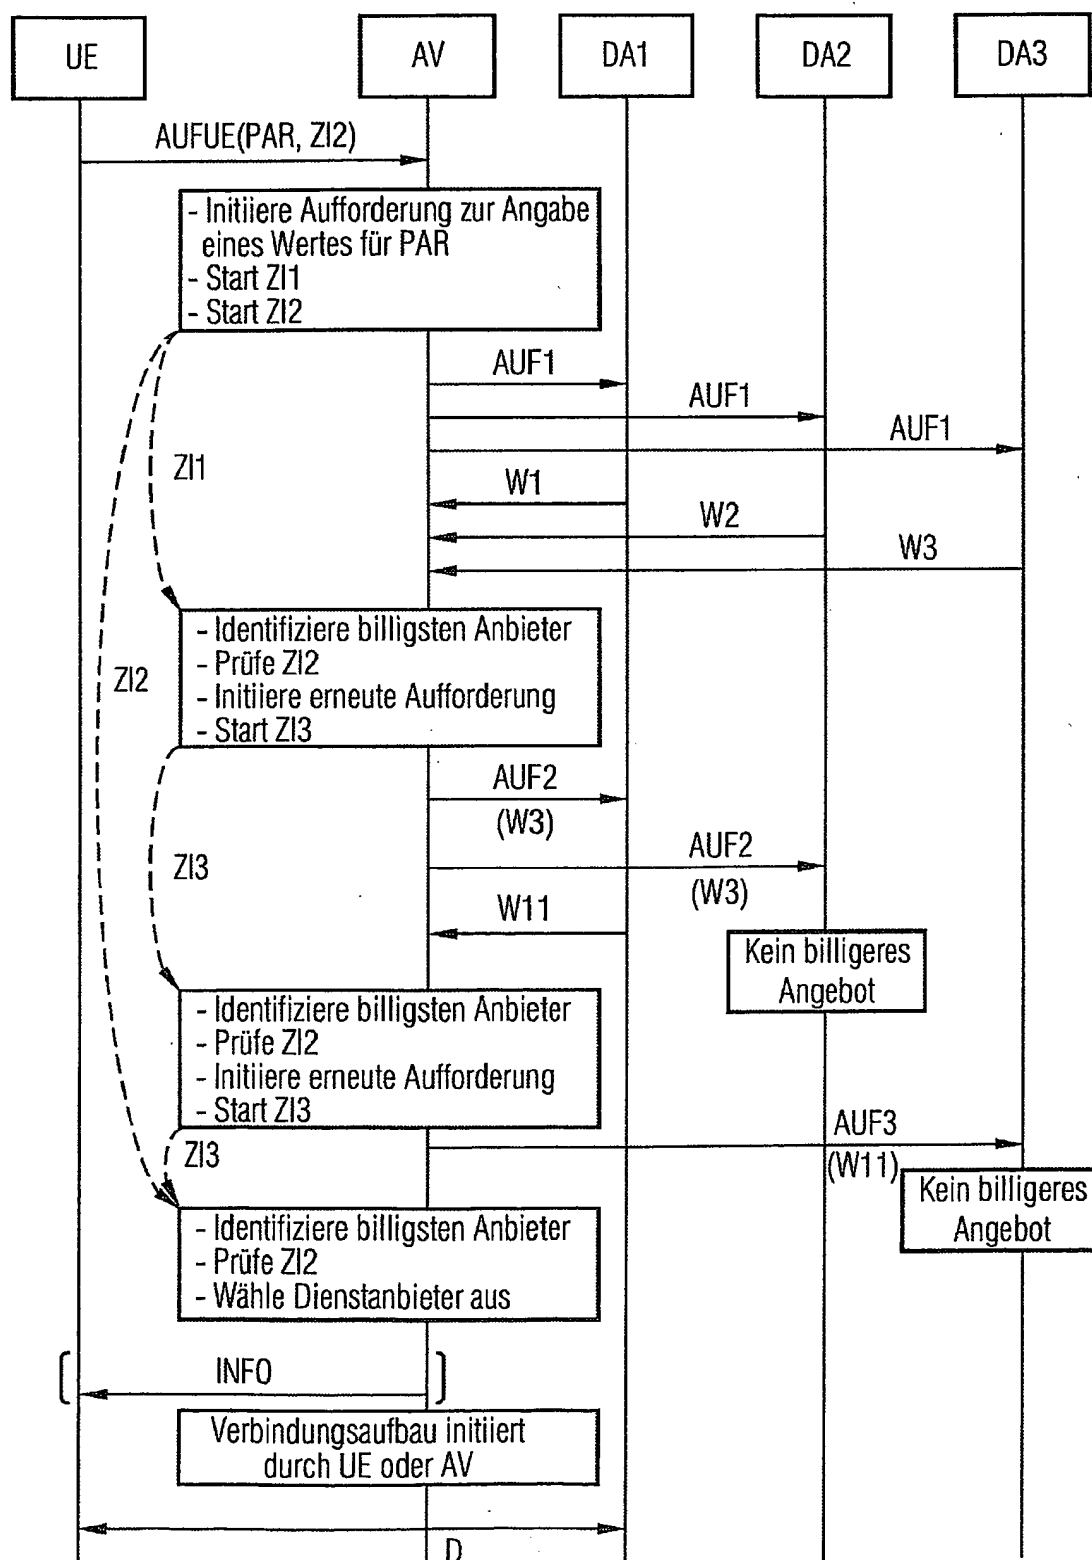 UE
AV
DA1
DA2
DA3
AUFUE(PAR, ZI2)
- Initiiere Aufforderung zur Angabe
eines Wertes für PAR
- Start ZI1
- Start ZI2
AUF1
AUF1
AUF1
ZI1
W1
W2
W3
- Identifiziere billigsten Anbieter
- Prüfe ZI2
- Initiiere erneute Aufforderung
- Start ZI3
ZI2
AUF2
(W3)
AUF2
(W3)
ZI3
W11
Kein billigeres
Angebot
- Identifiziere billigsten Anbieter
- Prüfe ZI2
- Initiiere erneute Aufforderung
- Start ZI3
AUF3
(W11)
ZI3
Kein billigeres
Angebot
- Identifiziere billigsten Anbieter
- Prüfe ZI2
- Wähle Dienstanbieter aus
INFO
Verbindungsaufbau initiiert
durch UE oder AV
D